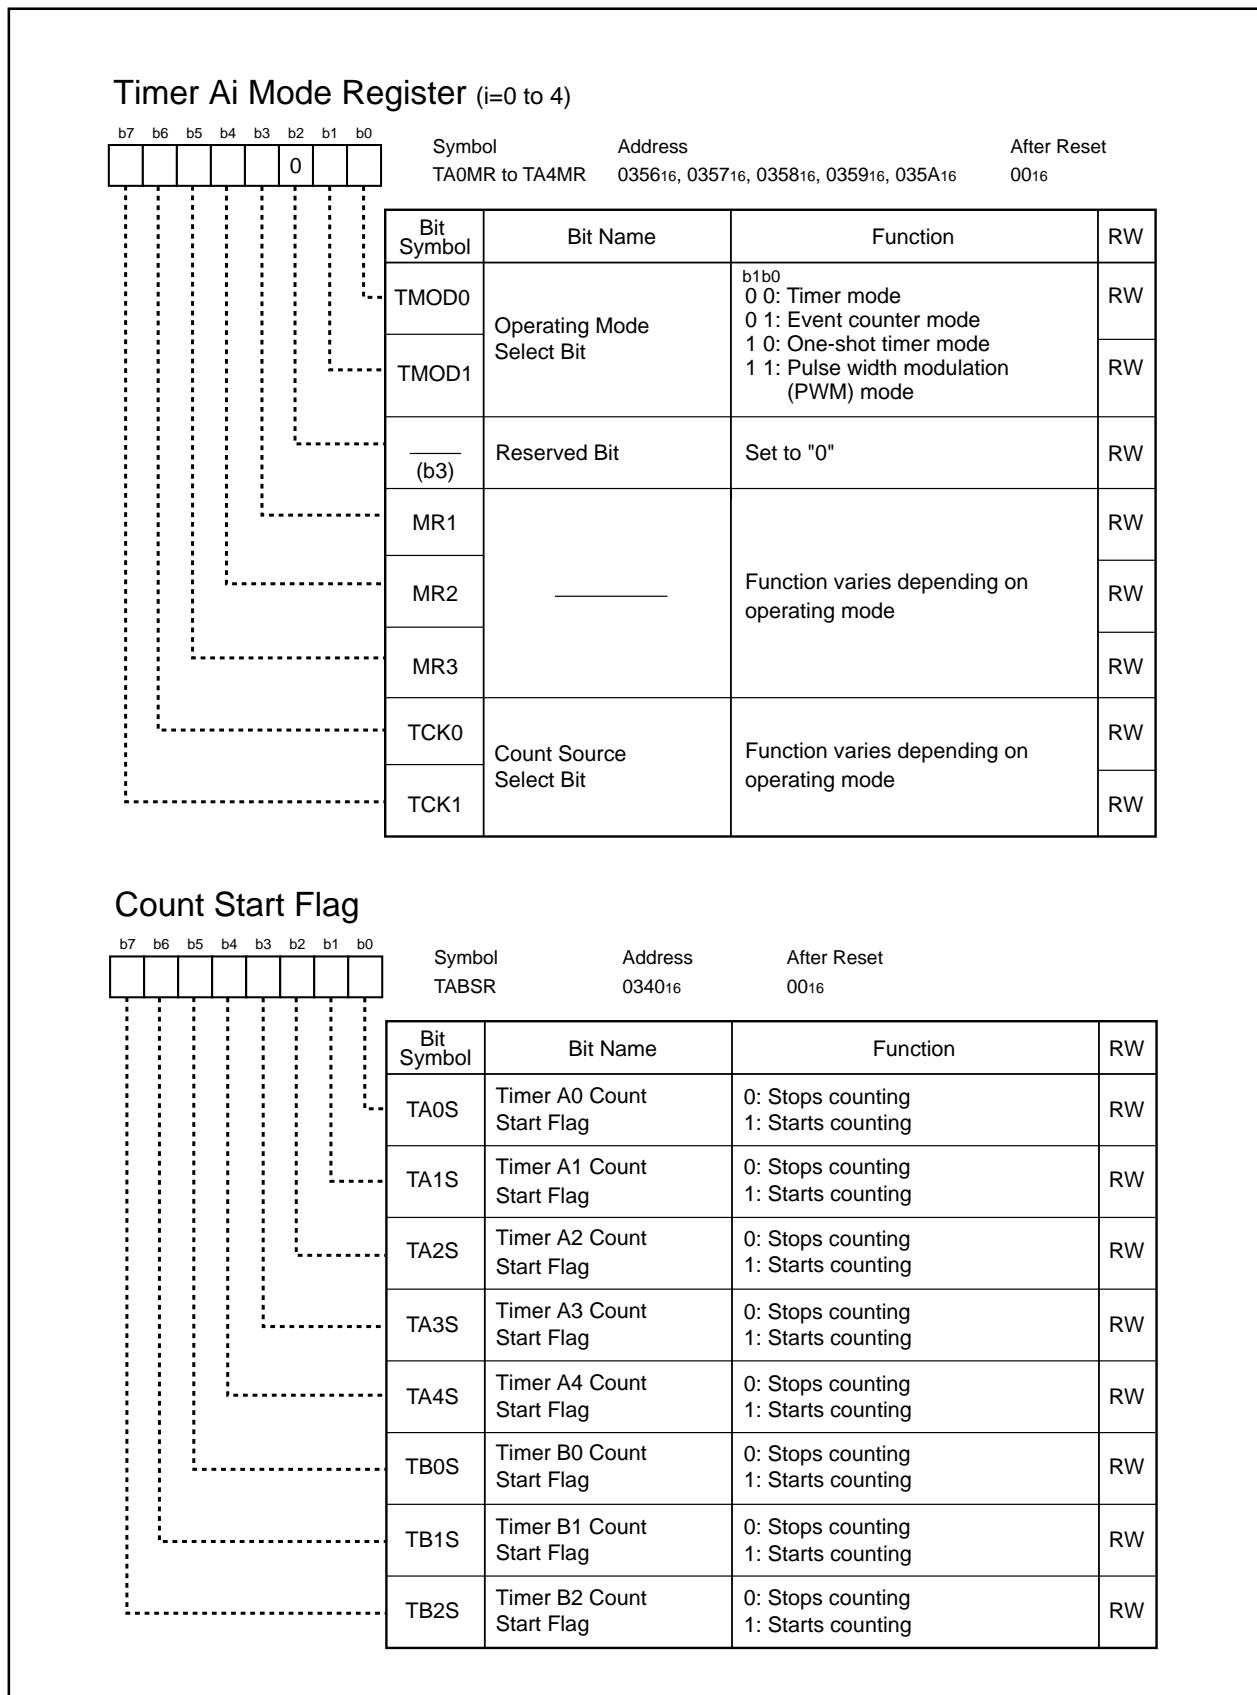 Timer Ai Mode Register (i=0 to 4)
b7 b6 b5 b4 b3 b2 b1 b0
0
Symbol Address After Reset
TA0MR to TA4MR 035616, 035716, 035816, 035916, 035A16 0016
Bit Symbol Bit Name Function RW
TMOD0 RW
TMOD1 RW
Operating Mode
Select Bit
b1b0
0 0: Timer mode
0 1: Event counter mode
1 0: One-shot timer mode
1 1: Pulse width modulation
(PWM) mode
(b3) Reserved Bit Set to "0" RW
MR1 RW
MR2 RW
MR3 RW
Function varies depending on
operating mode
TCK0 RW
TCK1 RW
Count Source
Select Bit
Function varies depending on
operating mode
Count Start Flag
b7 b6 b5 b4 b3 b2 b1 b0
Symbol Address After Reset
TABSR 034016 0016
Bit Symbol Bit Name Function RW
TA0S RW
Timer A0 Count
Start Flag
0: Stops counting
1: Starts counting
TA1S RW
Timer A1 Count
Start Flag
0: Stops counting
1: Starts counting
TA2S RW
Timer A2 Count
Start Flag
0: Stops counting
1: Starts counting
TA3S RW
Timer A3 Count
Start Flag
0: Stops counting
1: Starts counting
TA4S RW
Timer A4 Count
Start Flag
0: Stops counting
1: Starts counting
TB0S RW
Timer B0 Count
Start Flag
0: Stops counting
1: Starts counting
TB1S RW
Timer B1 Count
Start Flag
0: Stops counting
1: Starts counting
TB2S RW
Timer B2 Count
Start Flag
0: Stops counting
1: Starts counting